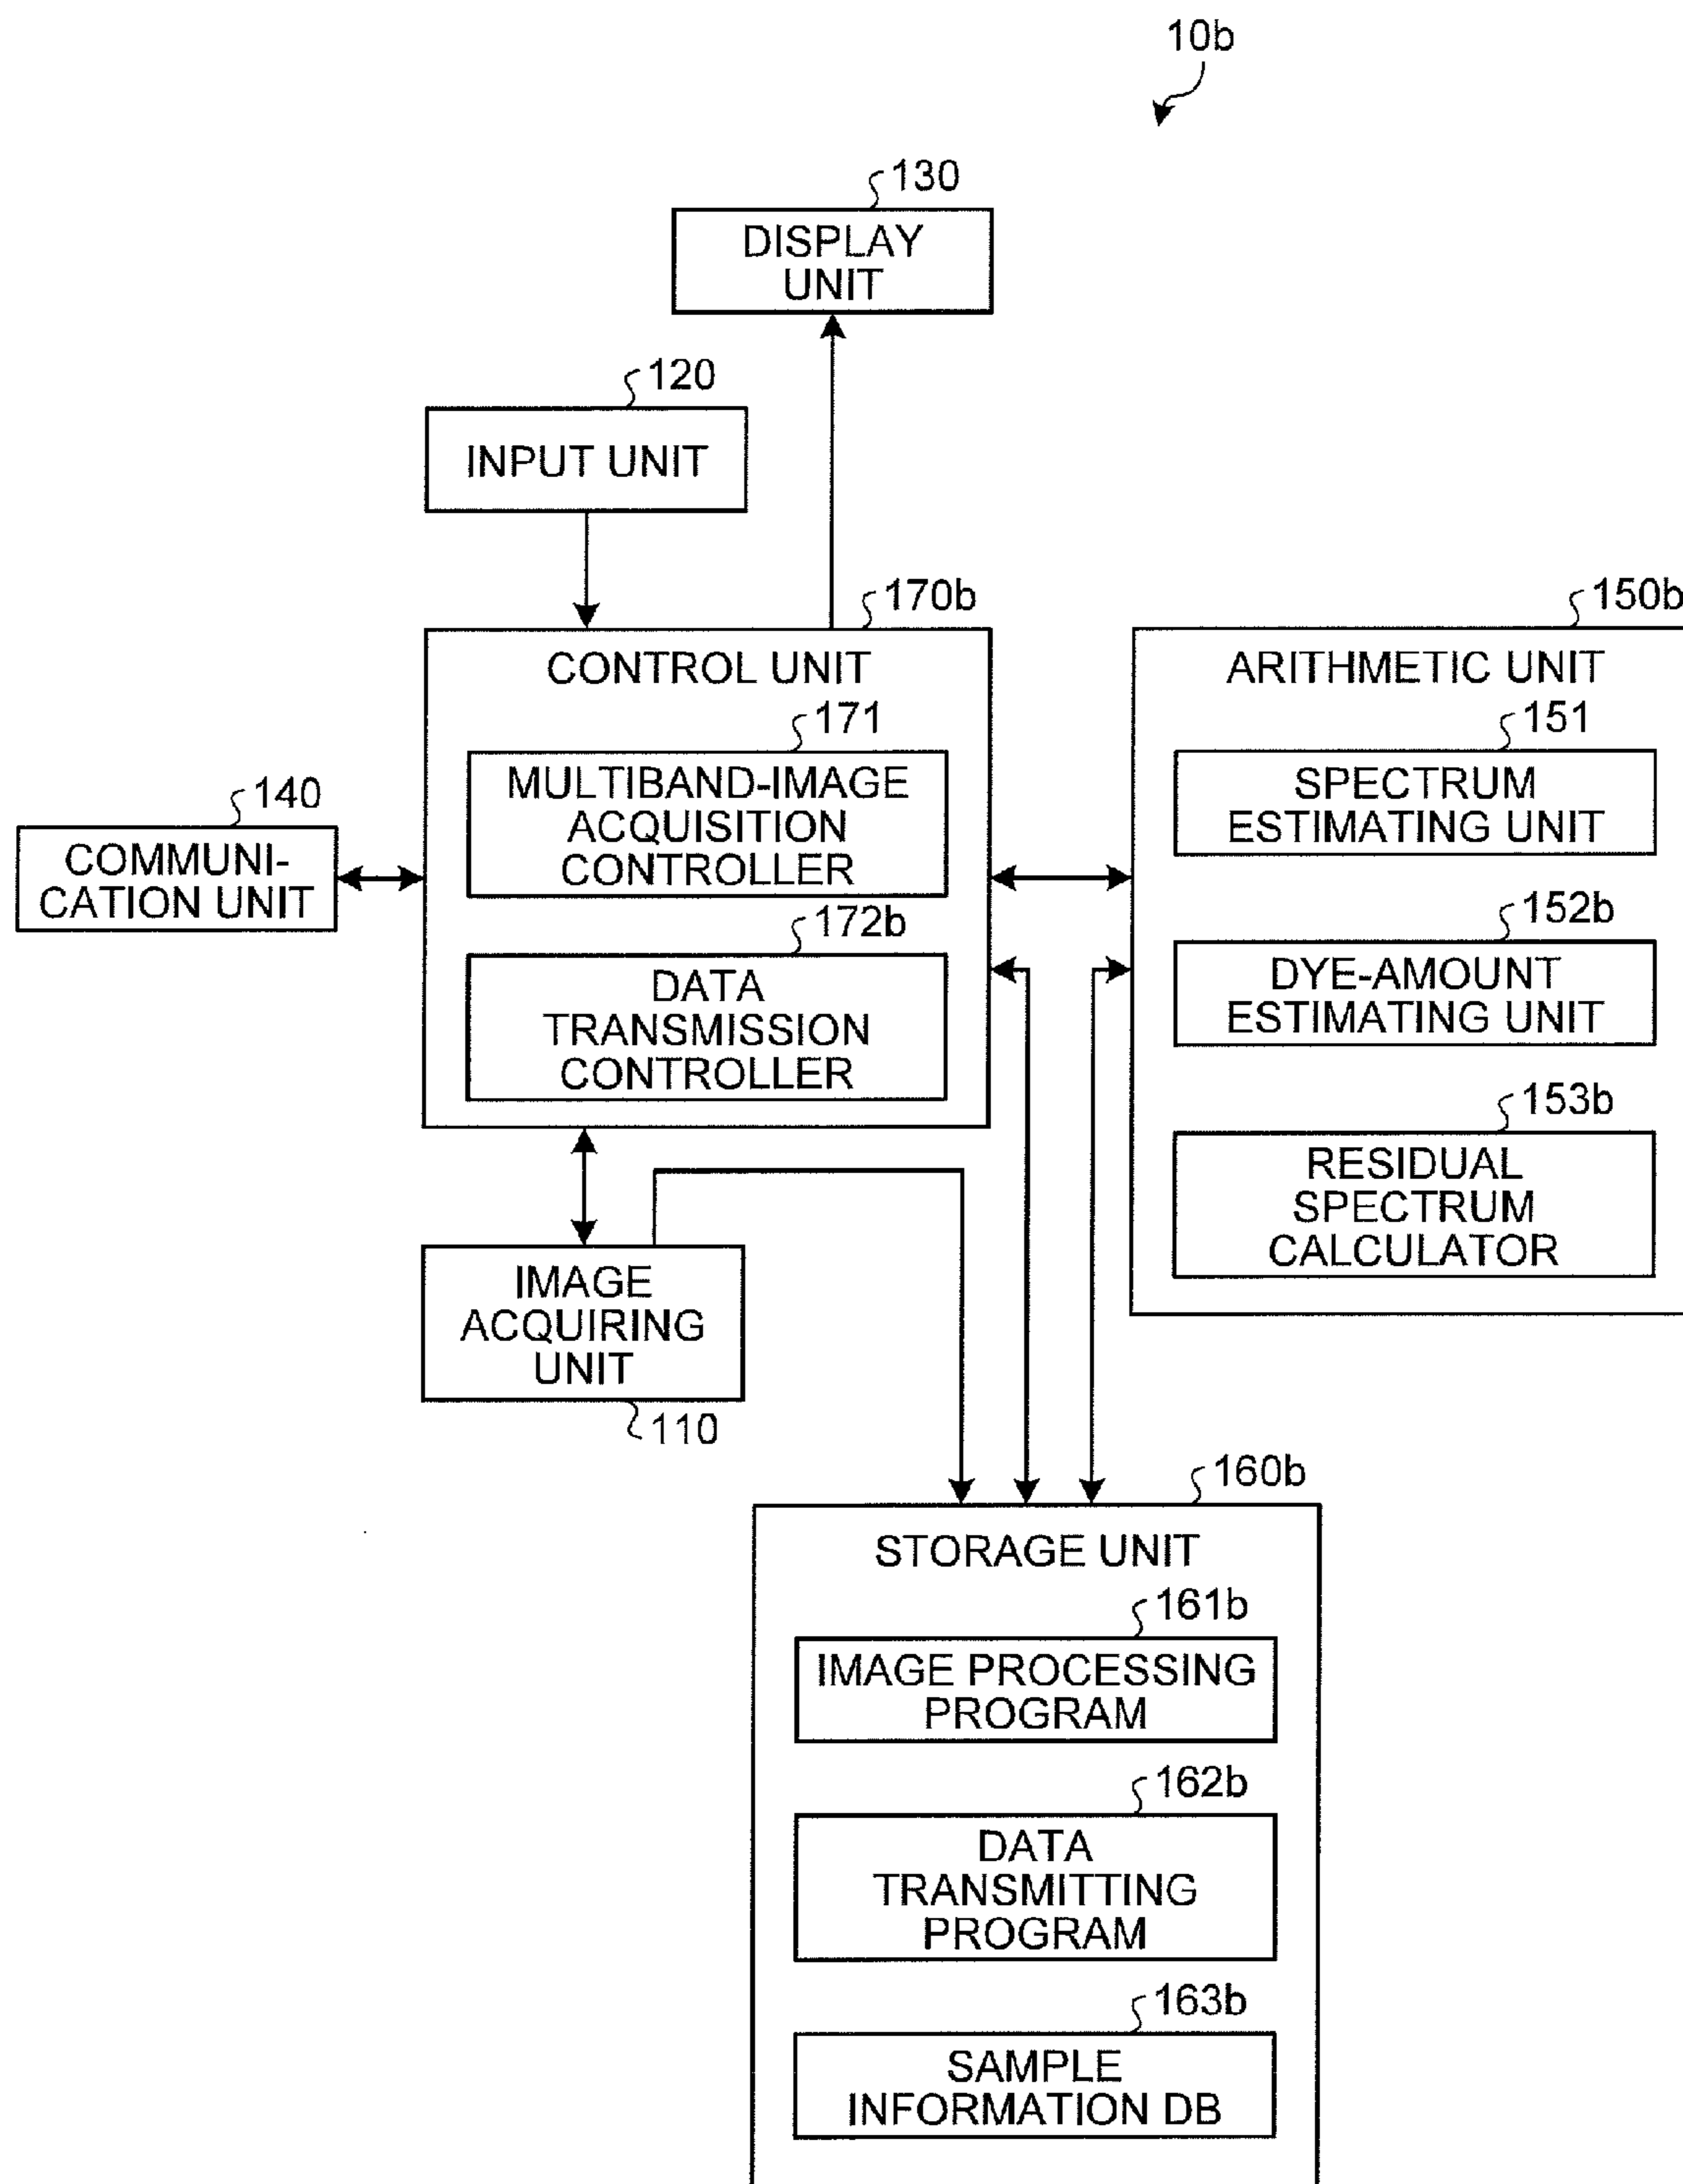 10b
130
DISPLAY
UNIT
120
INPUT UNIT
170b
CONTROL UNIT
171
MULTIBAND-IMAGE
ACQUISITION
CONTROLLER
172b
DATA
TRANSMISSION
CONTROLLER
140
COMMUNI-
CATION UNIT
150b
ARITHMETIC UNIT
151
SPECTRUM
ESTIMATING UNIT
152b
DYE-AMOUNT
ESTIMATING UNIT
153b
RESIDUAL
SPECTRUM
CALCULATOR
IMAGE
ACQUIRING
UNIT
110
160b
STORAGE UNIT
161b
IMAGE PROCESSING
PROGRAM
162b
DATA
TRANSMITTING
PROGRAM
163b
SAMPLE
INFORMATION DB